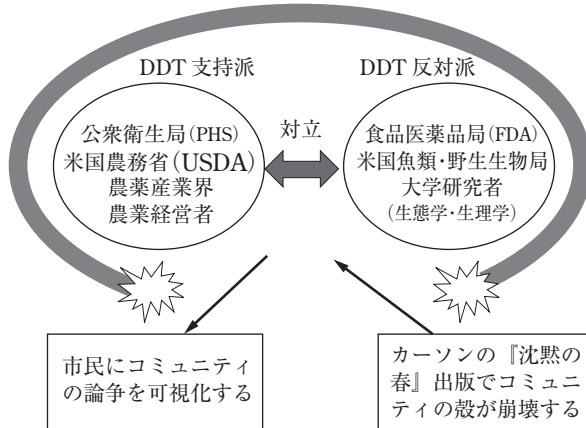 DDT 支持派
DDT 反対派
公衆衛生局(PHS)
米国農務省(USDA)
農薬産業界
農業経営者
対立
食品医薬品局(FDA)
米国魚類・野生生物局
大学研究者
(生態学・生理学)
市民にコミュニティ
の論争を可視化する
カーソンの『沈黙の
春』出版でコミュニ
ティの殻が崩壊する